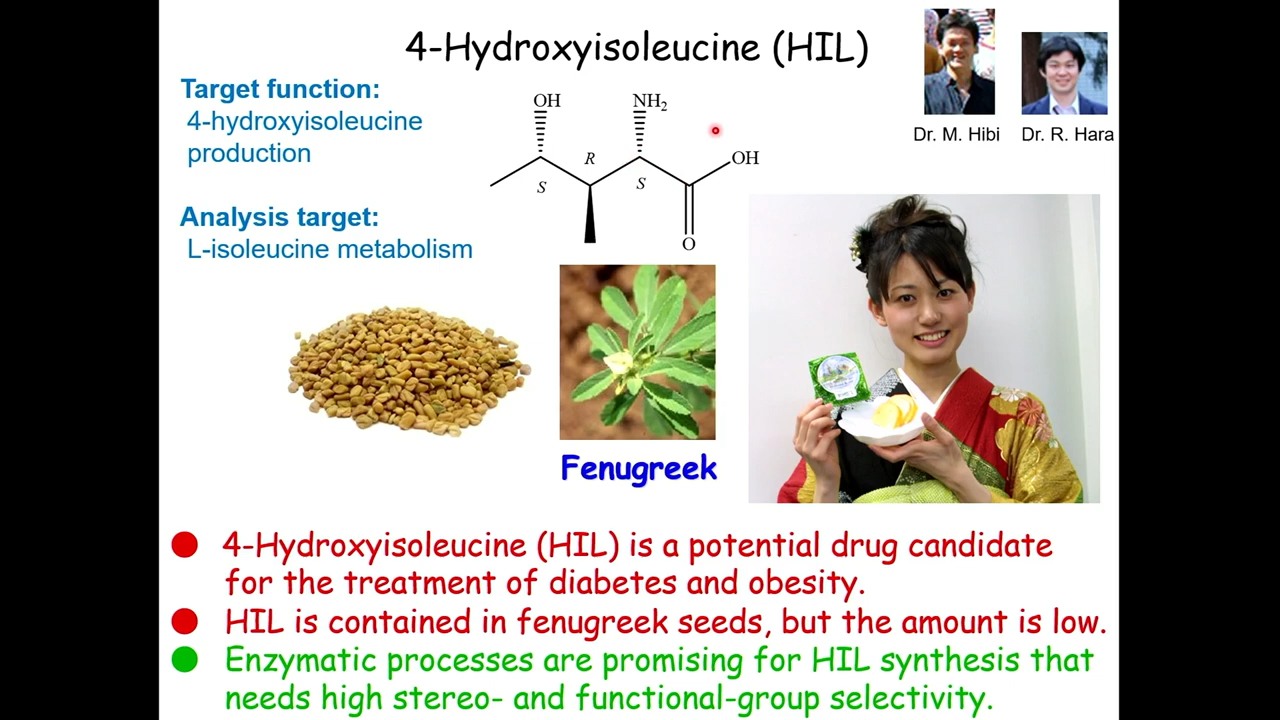 4-Hydroxyisoleucine (HIL)
Target function:
4-hydroxyisoleucine
production
Analysis target:
L-isoleucine metabolism
OH
NH2
R
OH
S
S
O
Dr. M. Hibi
Dr. R. Hara
Fenugreek
4-Hydroxyisoleucine (HIL) is a potential drug candidate
for the treatment of diabetes and obesity.
HIL is contained in fenugreek seeds, but the amount is low.
Enzymatic processes are promising for HIL synthesis that
needs high stereo- and functional-group selectivity.